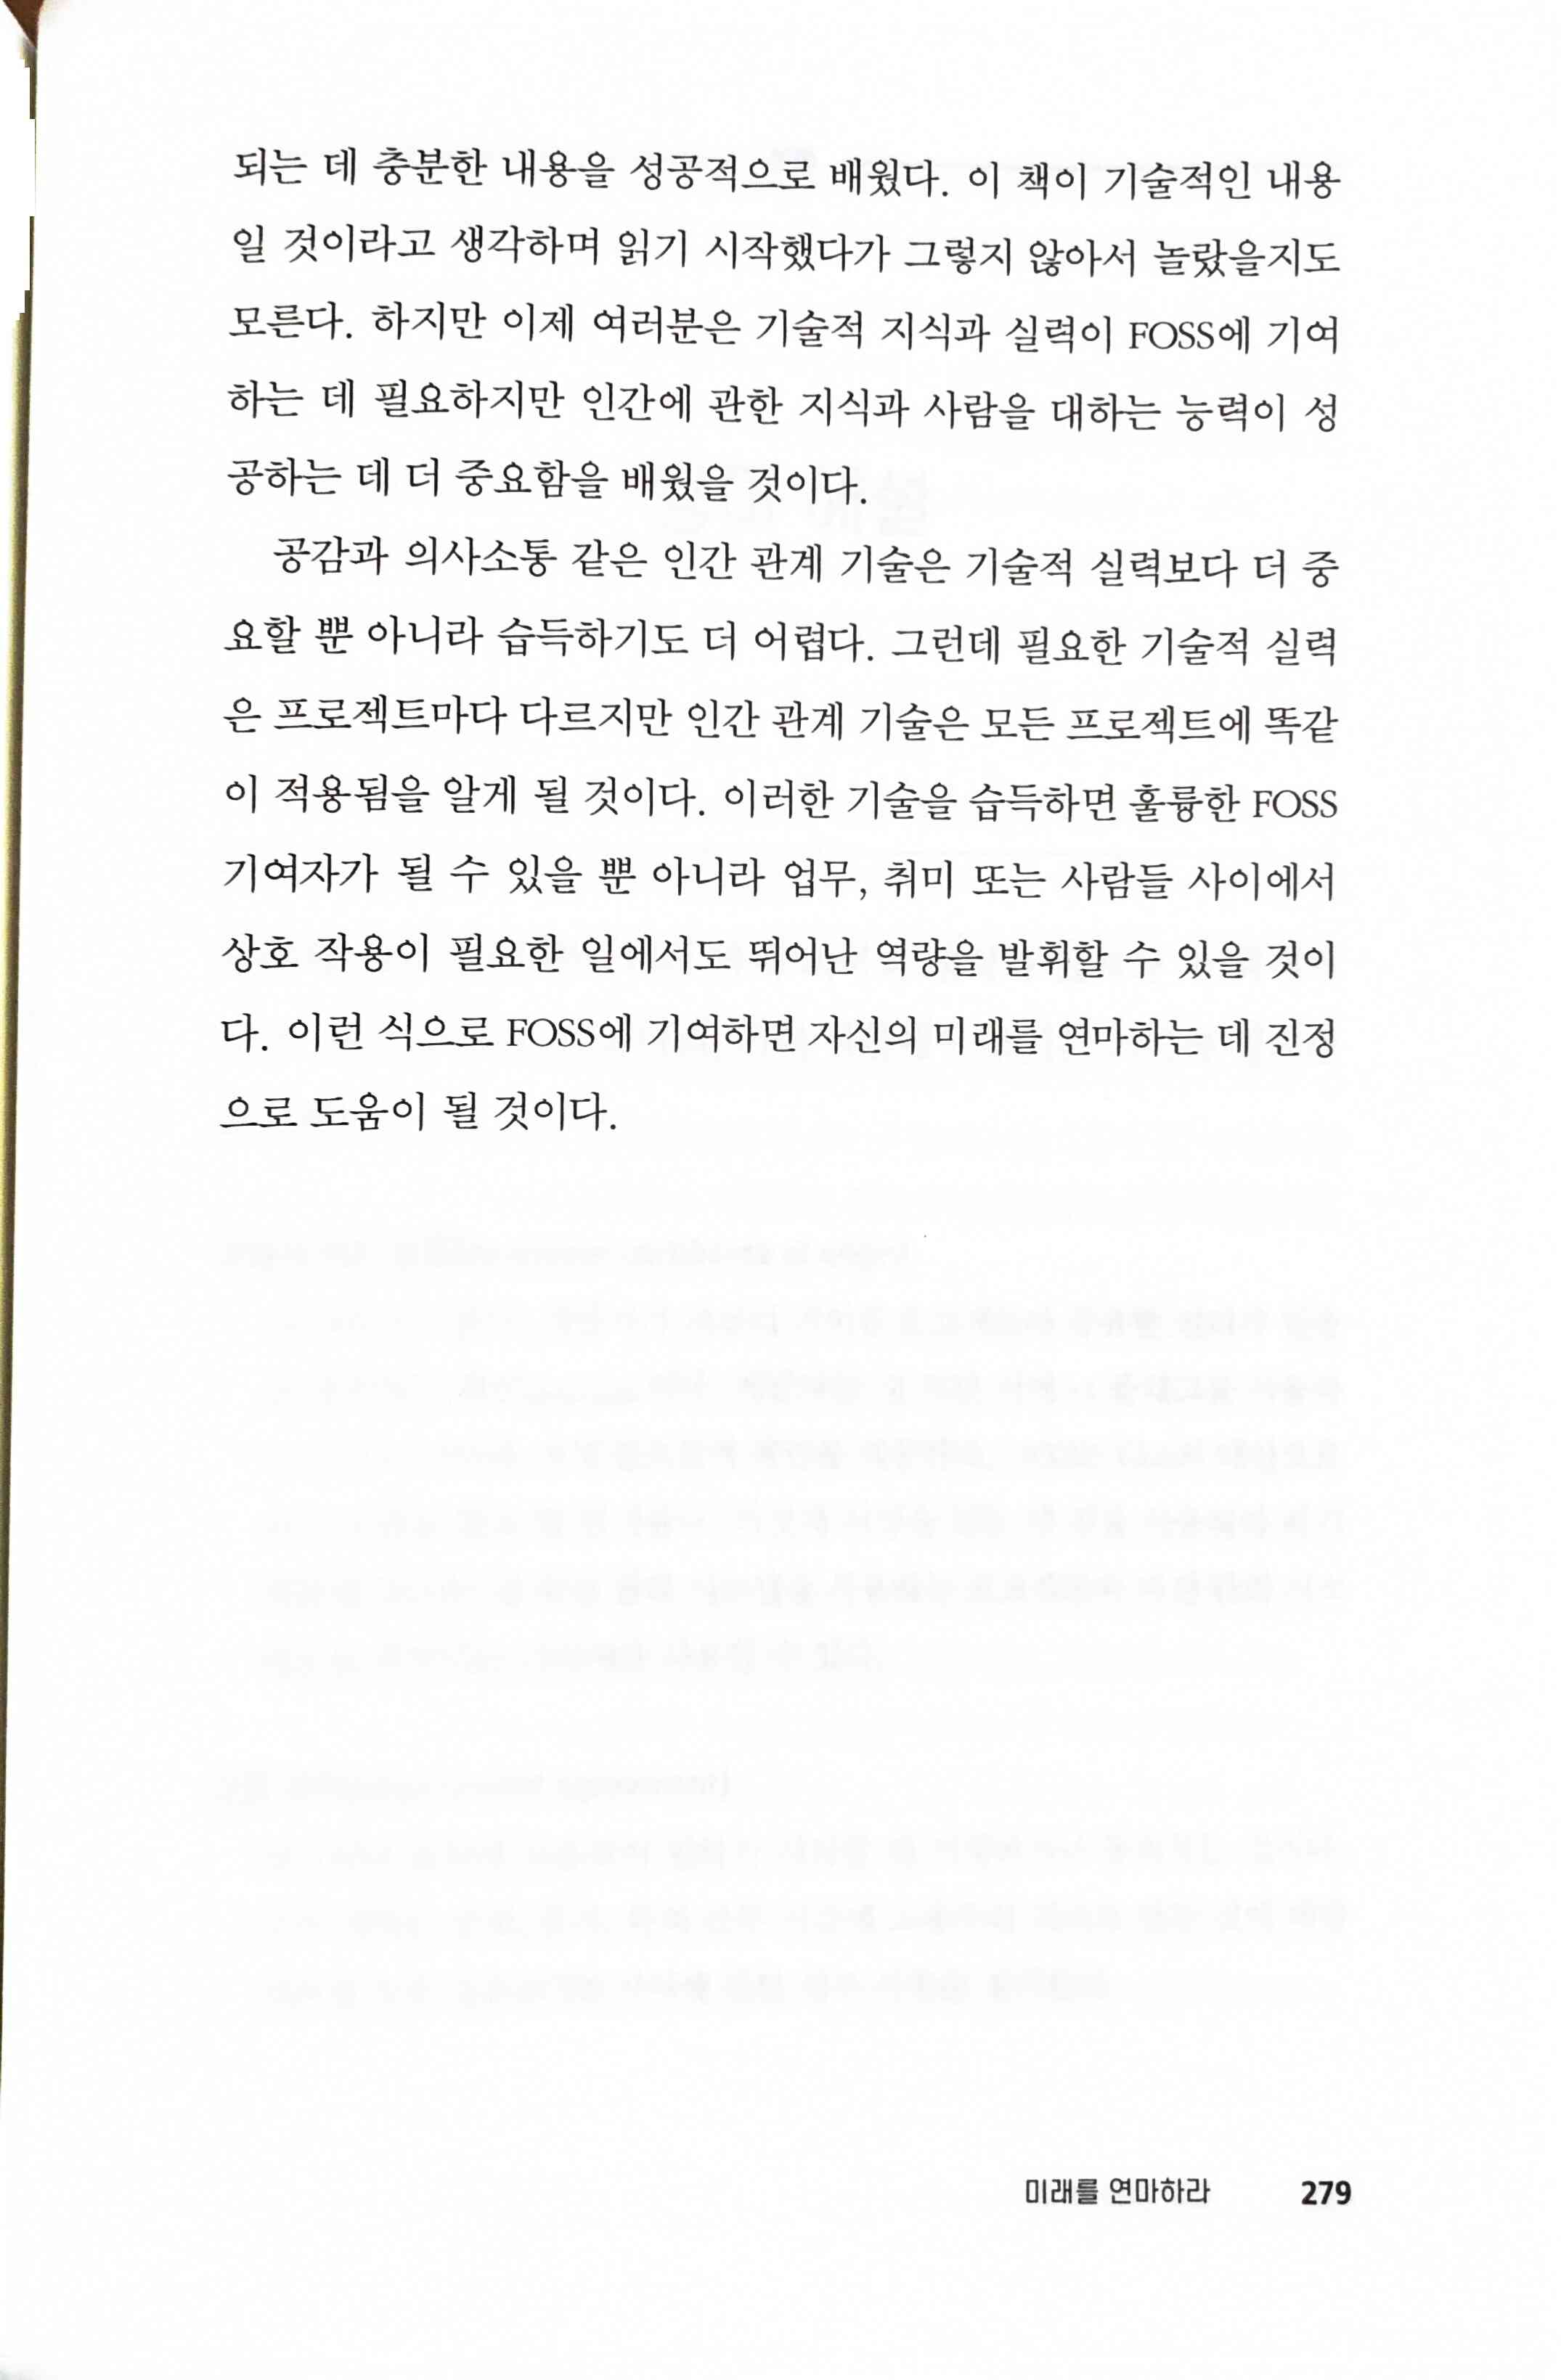 되는 데 충분한 내용을 성공적으로 배웠다. 이 책이 기술적인 내용
일 것이라고 생각하며 읽기 시작했다가 그렇지 않아서 놀랐을지도
모른다. 하지만 이제 여러분은 기술적 지식과 실력이 FOSS에 기여
하는 데 필요하지만 인간에 관한 지식과 사람을 대하는 능력이 성
공하는 데 더 중요함을 배웠을 것이다.
공감과 의사소통 같은 인간 관계 기술은 기술적 실력보다 더 중
요할 뿐 아니라 습득하기도 더 어렵다. 그런데 필요한 기술적 실력
은 프로젝트마다 다르지만 인간 관계 기술은 모든 프로젝트에 똑같
이 적용됨을 알게 될 것이다. 이러한 기술을 습득하면 훌륭한 FOSS
기여자가 될 수 있을 뿐 아니라 업무, 취미 또는 사람들 사이에서
상호 작용이 필요한 일에서도 뛰어난 역량을 발휘할 수 있을 것이
다. 이런 식으로 FOSS에 기여하면 자신의 미래를 연마하는 데 진정
으로 도움이 될 것이다.
미래를 연마하라 279